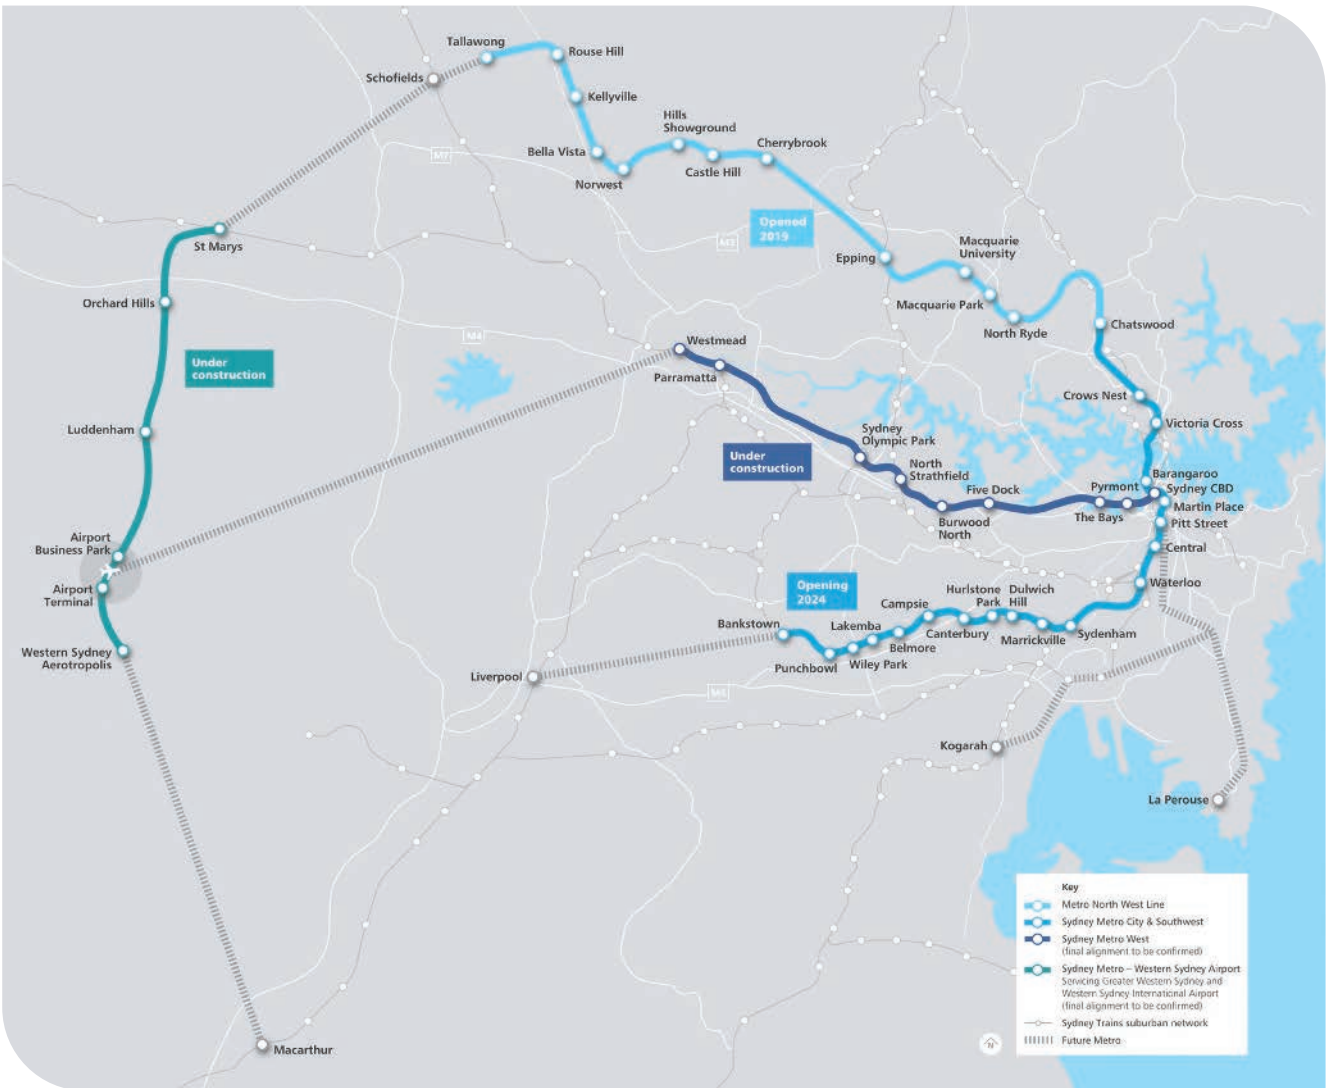 Tallawong
Rouse Hill
Schofields
Kellyville
Hills
Showground
Cherrybrook
M7
Bella Vista
Castle Hill
Norwest
Opened
2019
M2
St Marys
Epping
Macquarie
University
Orchard Hills
Macquarie Park
North Ryde
Chatswood
M4
Westmead
Parramatta
Under
construction
Crows Nest
Luddenham
Victoria Cross
Sydney
Olympic Park
Under
construction
North
Strathfield
Barangaroo
Pyrmont
Sydney CBD
Five Dock
Martin Place
The Bays
Burwood
North
Pitt Street
Airport
Business Park
Central
Airport
Terminal
Opening
2024
Waterloo
Hurlstone
Park
Dulwich
Hill
Campsie
Bankstown
Lakemba
Canterbury
Marrickville
Sydenham
Belmore
Western Sydney
Aerotropolis
Punchbowl
Wiley Park
Liverpool
M5
Kogarah
La Perouse
Macarthur
Key
Metro North West Line
Sydney Metro City & Southwest
Sydney Metro West
(final alignment to be confirmed)
Sydney Metro – Western Sydney Airport
Servicing Greater Western Sydney and
Western Sydney International Airport
(final alignment to be confirmed)
Sydney Trains suburban network
Future Metro
N